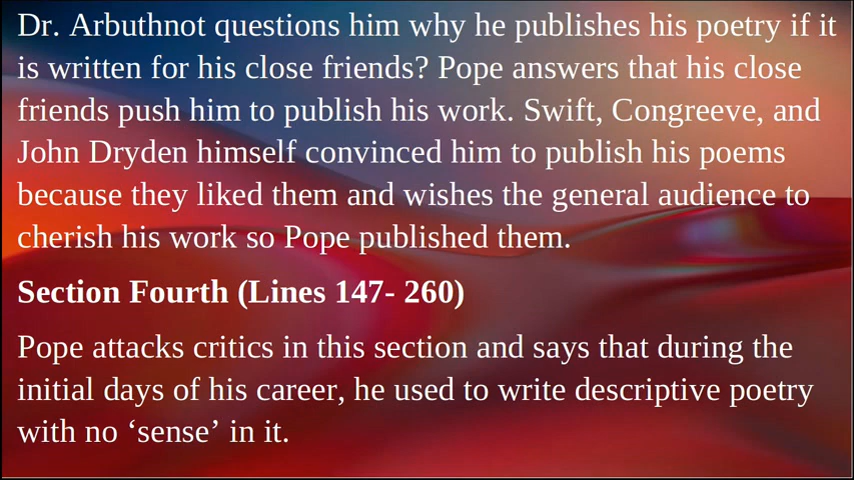 Dr. Arbuthnot questions him why he publishes his poetry if it
is written for his close friends? Pope answers that his close
friends push him to publish his work. Swift, Congreeve, and
John Dryden himself convinced him to publish his poems
because they liked them and wishes the general audience to
cherish his work so Pope published them.
Section Fourth (Lines 147- 260)
Pope attacks critics in this section and says that during the
initial days of his career, he used to write descriptive poetry
with no ‘sense’ in it.